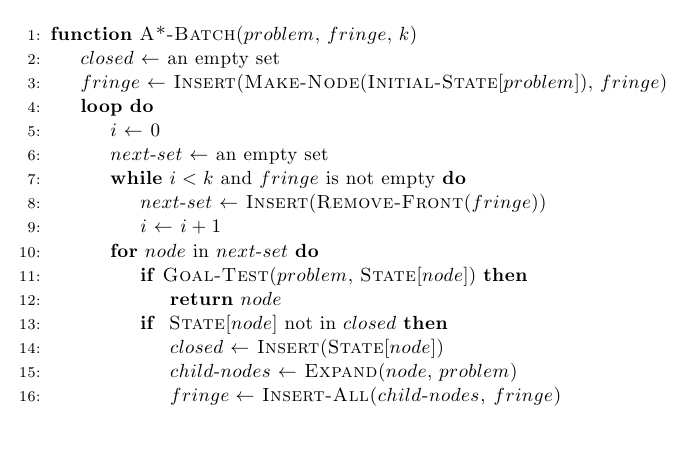 1: function A*-BATCH(problem, fringe, k)
2: closed ← an empty set
3: fringe ← INSERT(MAKE-NODE(INITIAL-STATE[problem]), fringe)
4: loop do
5: i ← 0
6: next-set ← an empty set
7: while i < k and fringe is not empty do
8: next-set ← INSERT(REMOVE-FRONT(fringe))
9: i ← i + 1
10: for node in next-set do
11: if GOAL-TEST(problem, STATE[node]) then
12: return node
13: if STATE[node] not in closed then
14: closed ← INSERT(STATE[node])
15: child-nodes ← EXPAND(node, problem)
16: fringe ← INSERT-ALL(child-nodes, fringe)